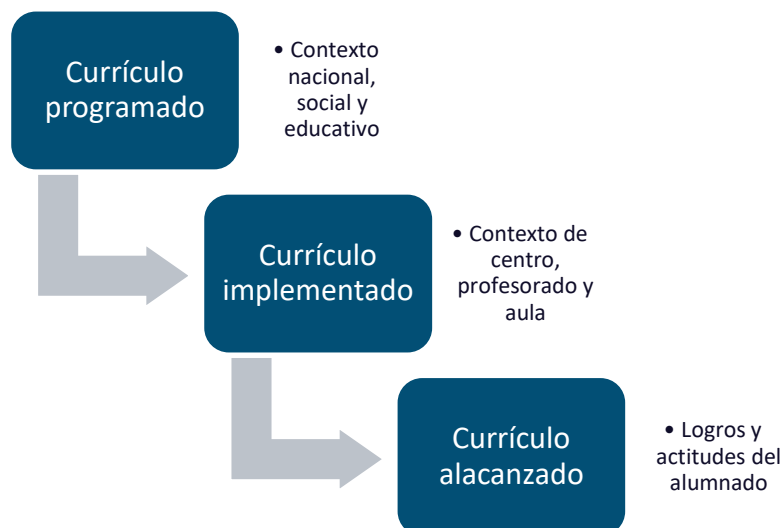 Currículo
programado
• Contexto
nacional,
social y
educativo
Currículo
implementado
• Contexto de
centro,
profesorado y
aula
Currículo
alacanzado
• Logros y
actitudes del
alumnado